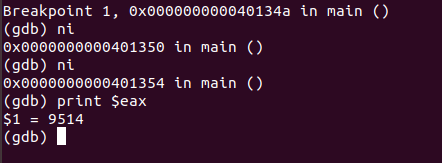 Breakpoint 1, 0x000000000040134a in main ()
(gdb) ni
0x0000000000401350 in main ()
(gdb) ni
0x0000000000401354 in main ()
(gdb) print $eax
$1 = 9514
(gdb)